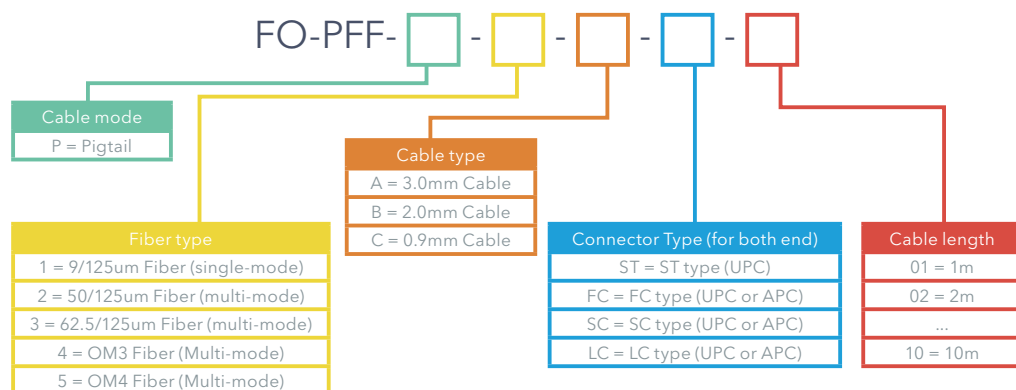 FO-PFF- - - - -
Cable mode
P = Pigtail
Cable type
A = 3.0mm Cable
B = 2.0mm Cable
C = 0.9mm Cable
Fiber type
1 = 9/125um Fiber (single-mode)
2 = 50/125um Fiber (multi-mode)
3 = 62.5/125um Fiber (multi-mode)
4 = OM3 Fiber (Multi-mode)
5 = OM4 Fiber (Multi-mode)
Connector Type (for both end)
ST = ST type (UPC)
FC = FC type (UPC or APC)
SC = SC type (UPC or APC)
LC = LC type (UPC or APC)
Cable length
01 = 1m
02 = 2m
...
10 = 10m